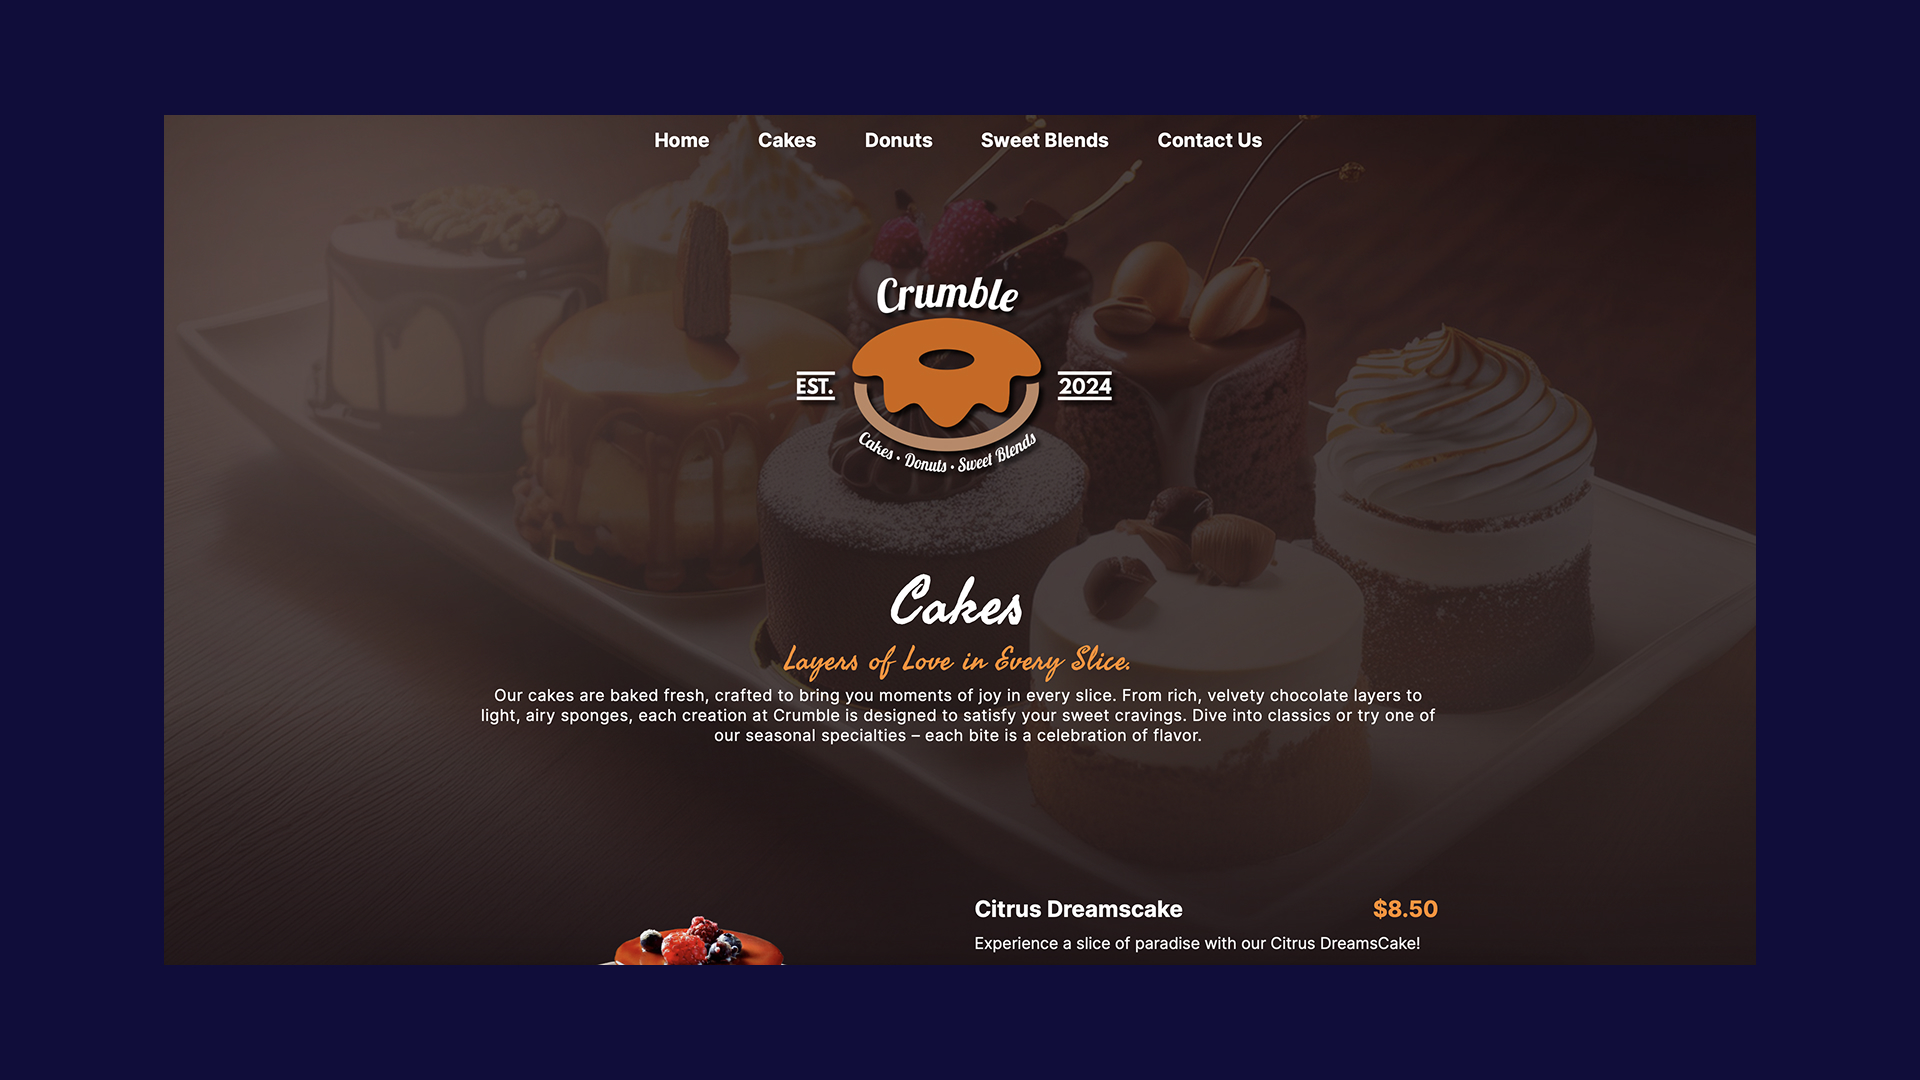 Home Cakes Donuts Sweet Blends Contact Us
Crumble
EST. 2024
Cakes • Donuts • Sweet Blends
Cakes
Layers of Love in Every Slice.
Our cakes are baked fresh, crafted to bring you moments of joy in every slice. From rich, velvety chocolate layers to
light, airy sponges, each creation at Crumble is designed to satisfy your sweet cravings. Dive into classics or try one of
our seasonal specialties – each bite is a celebration of flavor.
Citrus Dreamscake $8.50
Experience a slice of paradise with our Citrus DreamsCake!